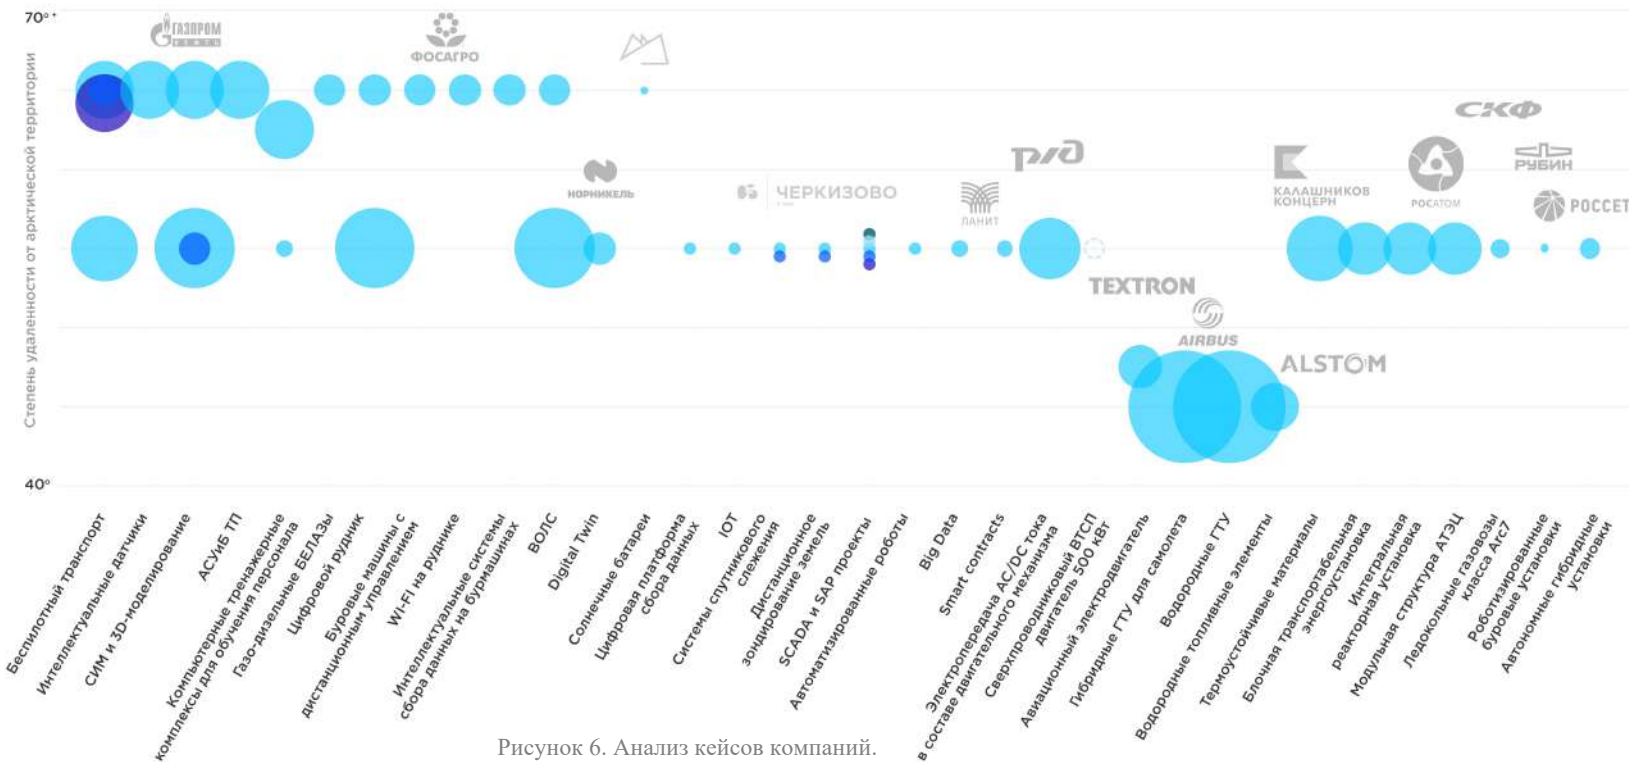 70° +
Степень удаленности от арктической территории
40°
ГАЗПРОМ
НЕФТЬ
ФОСАГРО
НОРНИКЕЛЬ
ЧЕРКИЗОВО
ЛАНИТ
РЖД
TEXTRON
AIRBUS
ALSTOM
КАЛАШНИКОВ
КОНЦЕРН
РОСАТОМ
СКФ
РУБИН
РОССЕТ
Беспилотный транспорт
Интеллектуальные датчики
СИМ и 3D-моделирование
АСУиБ ТП
Компьютерные тренажерные
комплексы для обучения персонала
Газо-дизельные БЕЛАЗы
Цифровой рудник
Буровые машины с
дистанционным управлением
Wi-Fi на руднике
Интеллектуальные системы
сбора данных на бурмашинах
ВОЛС
Digital Twin
Солнечные батареи
Цифровая платформа
сбора данных
IOT
Системы спутникового
слежения
Дистанционное
зондирование земель
SCADA и SAP проекты
Автоматизированные роботы
Big Data
Smart contracts
Электропередача AC/DC тока
в составе двигательного механизма
Сверхпроводниковый ВТСП
двигатель 500 кВт
Авиационный электродвигатель
Гибридные ГТУ для самолета
Водородные ГТУ
Водородные топливные элементы
Термоустойчивые материалы
Блочная транспортабельная
энергоустановка
Интегральная
реакторная установка
Модульная структура АТЭЦ
Ледокольные газовозы
класса Arc7
Роботизированные
буровые установки
Автономные гибридные
установки
Рисунок 6. Анализ кейсов компаний.